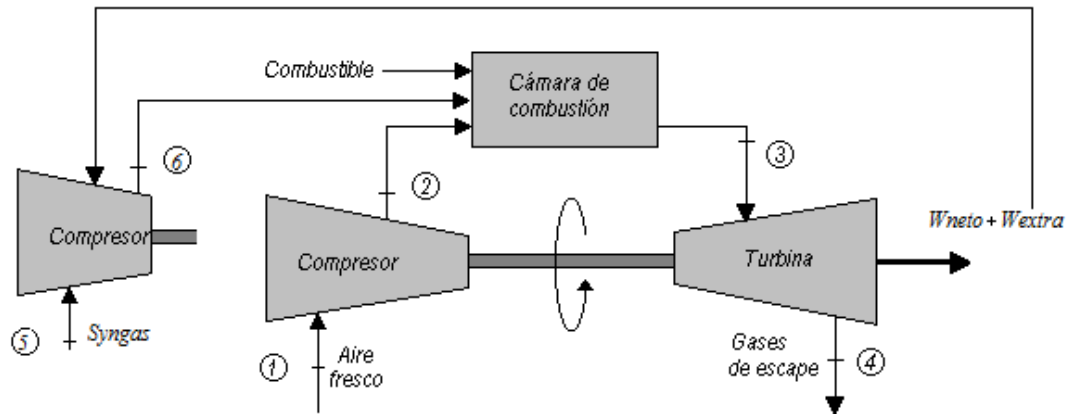 Combustible
Cámara de
combustión
⑥
②
③
Compresor
Compresor
Turbina
Wneto + Wextra
⑤
Syngas
①
Aire
fresco
Gases
de escape
④